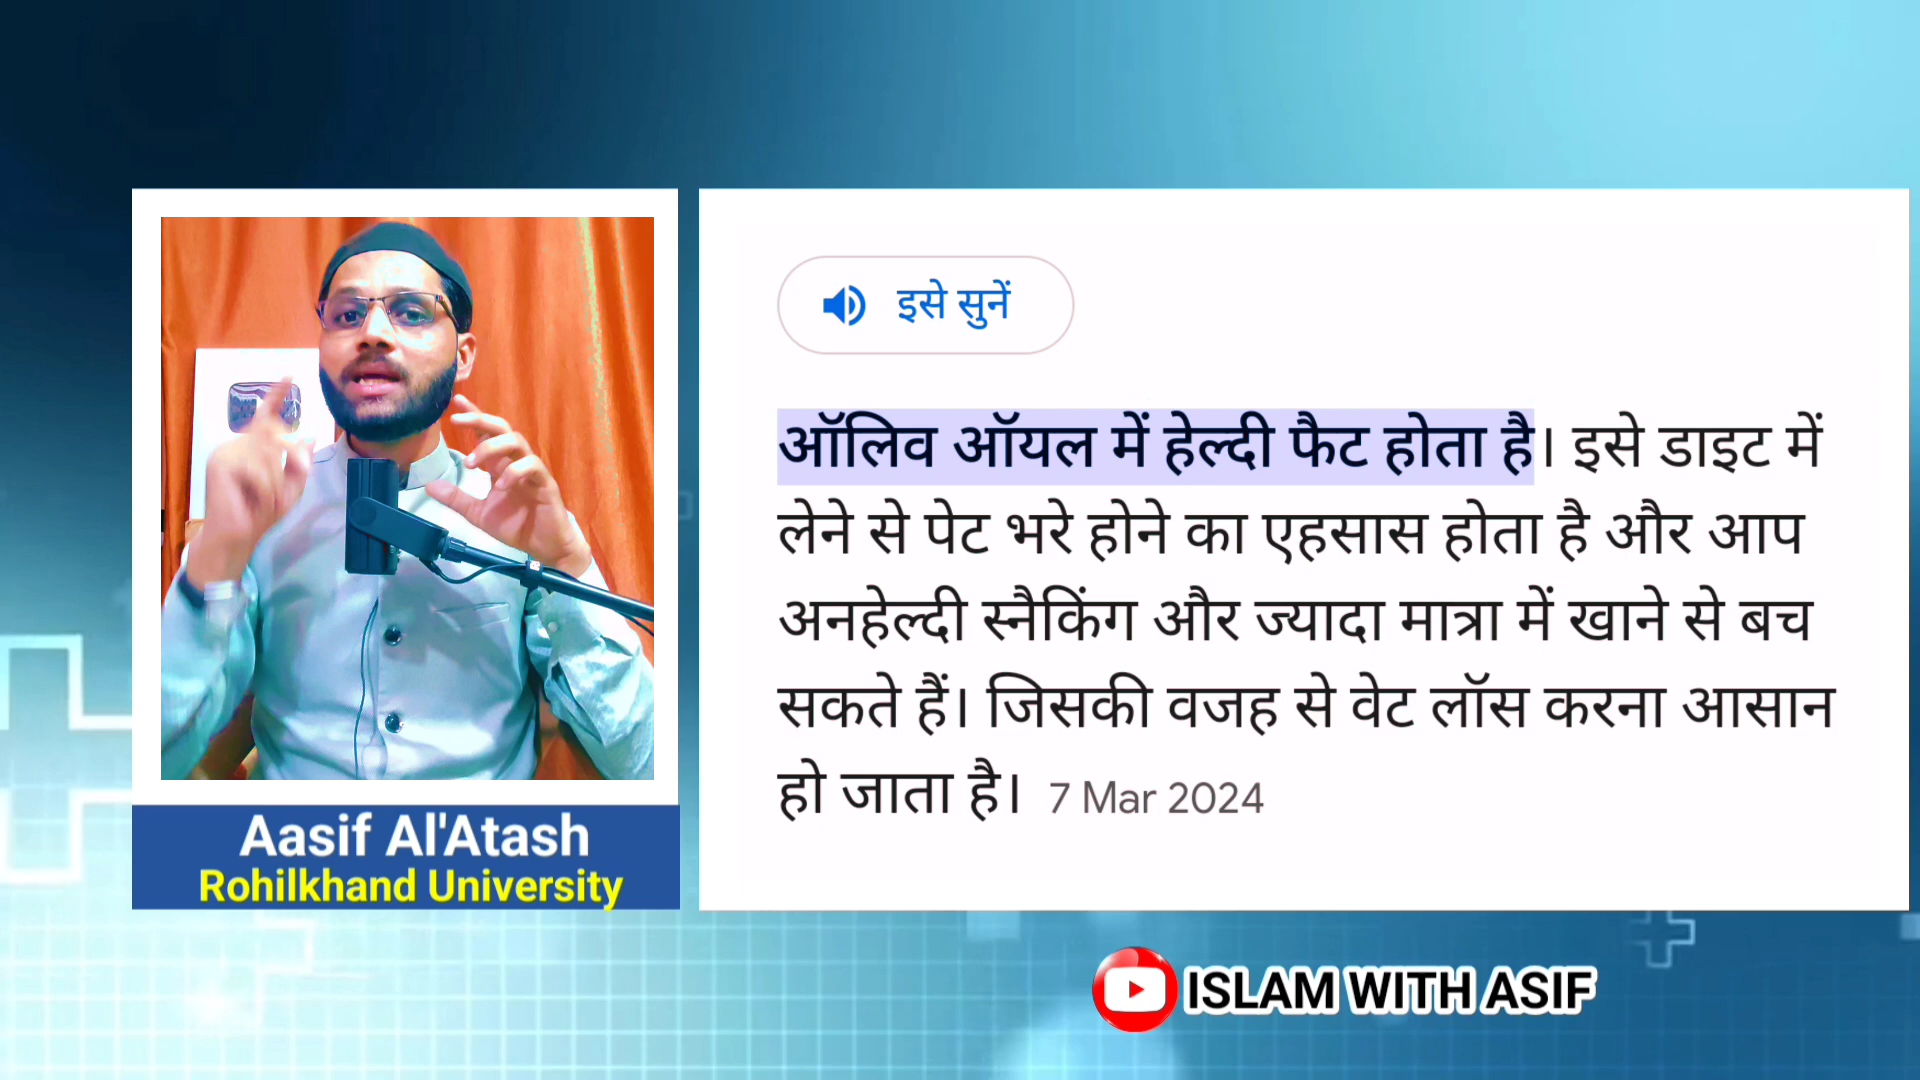 Aasif Al'Atash
Rohilkhand University
इसे सुनें
ऑलिव ऑयल में हेल्दी फैट होता है। इसे डाइट में
लेने से पेट भरे होने का एहसास होता है और आप
अनहेल्दी स्नैकिंग और ज्यादा मात्रा में खाने से बच
सकते हैं। जिसकी वजह से वेट लॉस करना आसान
हो जाता है। 7 Mar 2024
ISLAM WITH ASIF